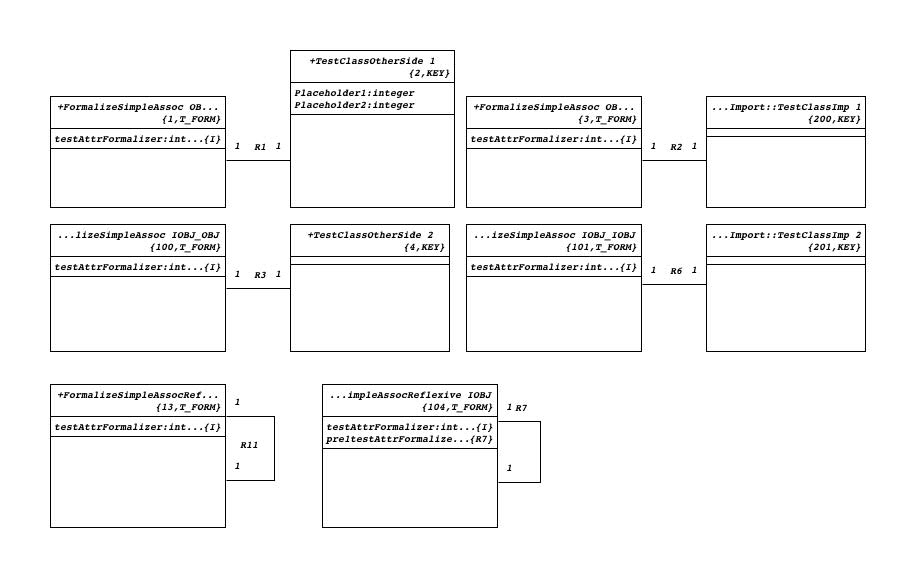 +TestClassOtherSide 1
{2,KEY}
Placeholder1:integer
Placeholder2:integer
+FormalizeSimpleAssoc OB...
{1,T_FORM}
testAttrFormalizer:int...{I}
1 R1 1
+FormalizeSimpleAssoc OB...
{3,T_FORM}
testAttrFormalizer:int...{I}
1 R2 1
...Import::TestClassImp 1
{200,KEY}
...lizeSimpleAssoc IOBJ_OBJ
{100,T_FORM}
testAttrFormalizer:int...{I}
1 R3 1
+TestClassOtherSide 2
{4,KEY}
...izeSimpleAssoc IOBJ_IOBJ
{101,T_FORM}
testAttrFormalizer:int...{I}
1 R6 1
...Import::TestClassImp 2
{201,KEY}
+FormalizeSimpleAssocRef...
{13,T_FORM}
testAttrFormalizer:int...{I}
1
R11
1
...impleAssocReflexive IOBJ
{104,T_FORM}
testAttrFormalizer:int...{I}
preltestAttrFormalize...{R7}
1 R7
1